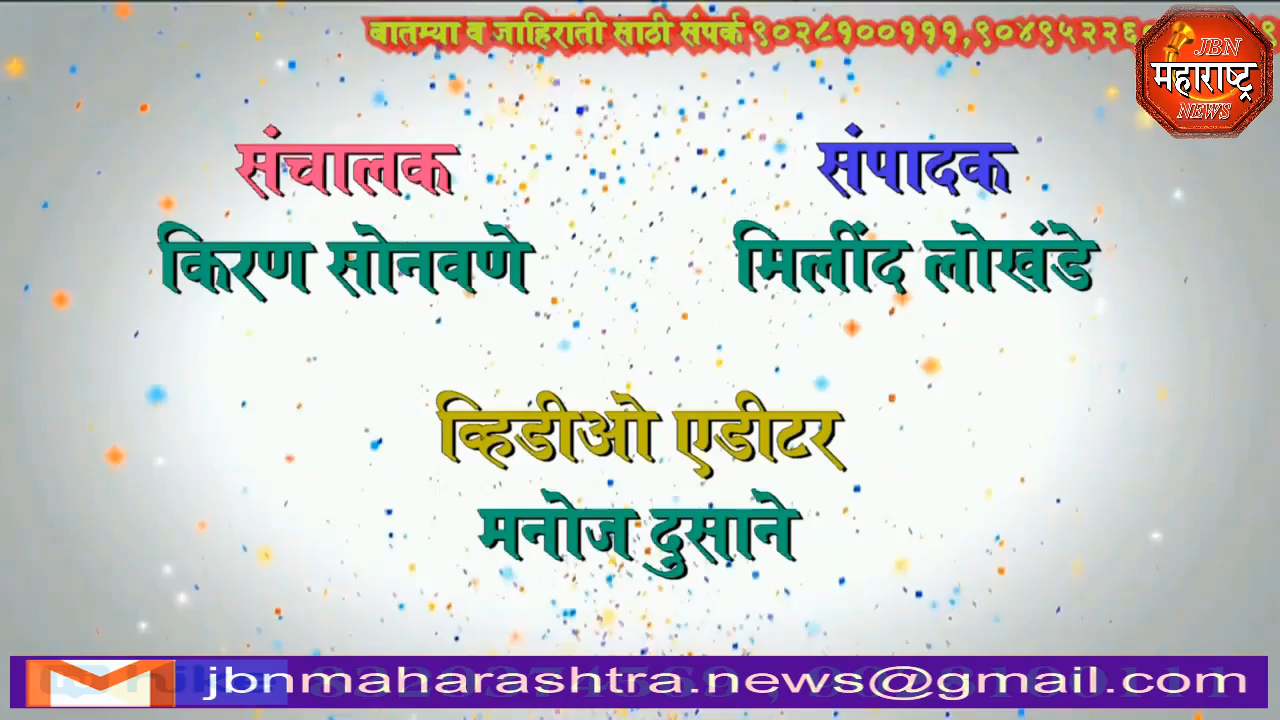 बातम्या व जाहिराती साठी संपर्क ९०२८१००१११,९०४९५२२६
JBN
महाराष्ट्र
NEWS
संचालक
संपादक
किरण सोनवणे
मिलींद लोखंडे
व्हिडीओ एडीटर
मनोज दुसाने
jbnmaharashtra.news@gmail.com